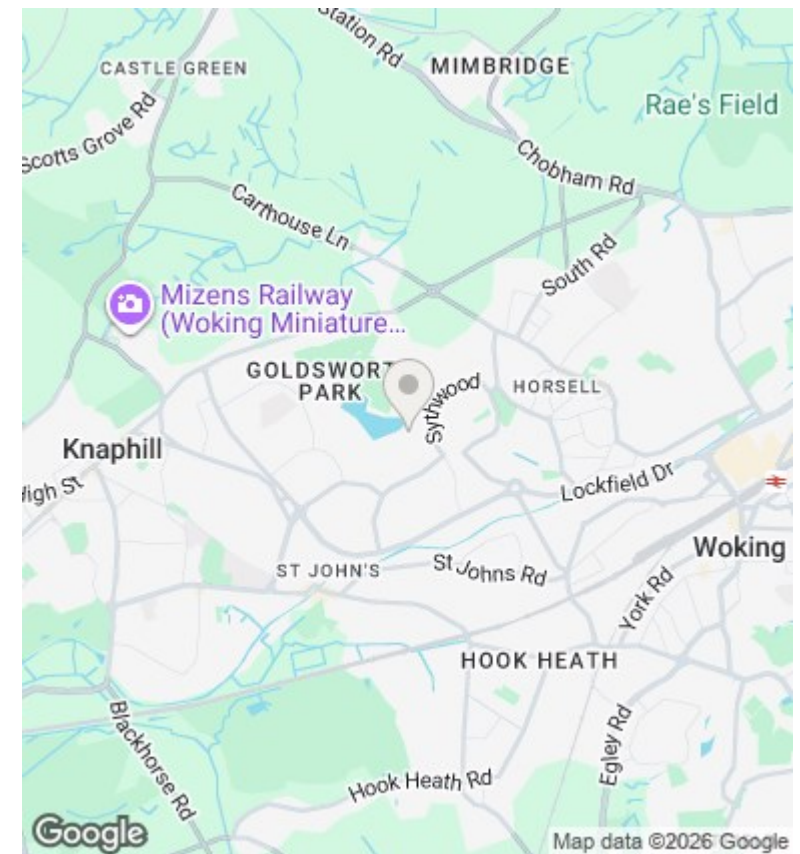 Station Rd
CASTLE GREEN
MIMBRIDGE
Rae's Field
Scotts Grove Rd
Chobham Rd
Carthouse Ln
South Rd
Mizens Railway
(Woking Miniature...
GOLDSWORT
PARK
HORSELL
Sythwood
Knaphill
High St
Lockfield Dr
Woking
ST JOHN'S
St Johns Rd
York Rd
HOOK HEATH
Blackhorse Rd
Egley Rd
Hook Heath Rd
Google
Map data ©2026 Google